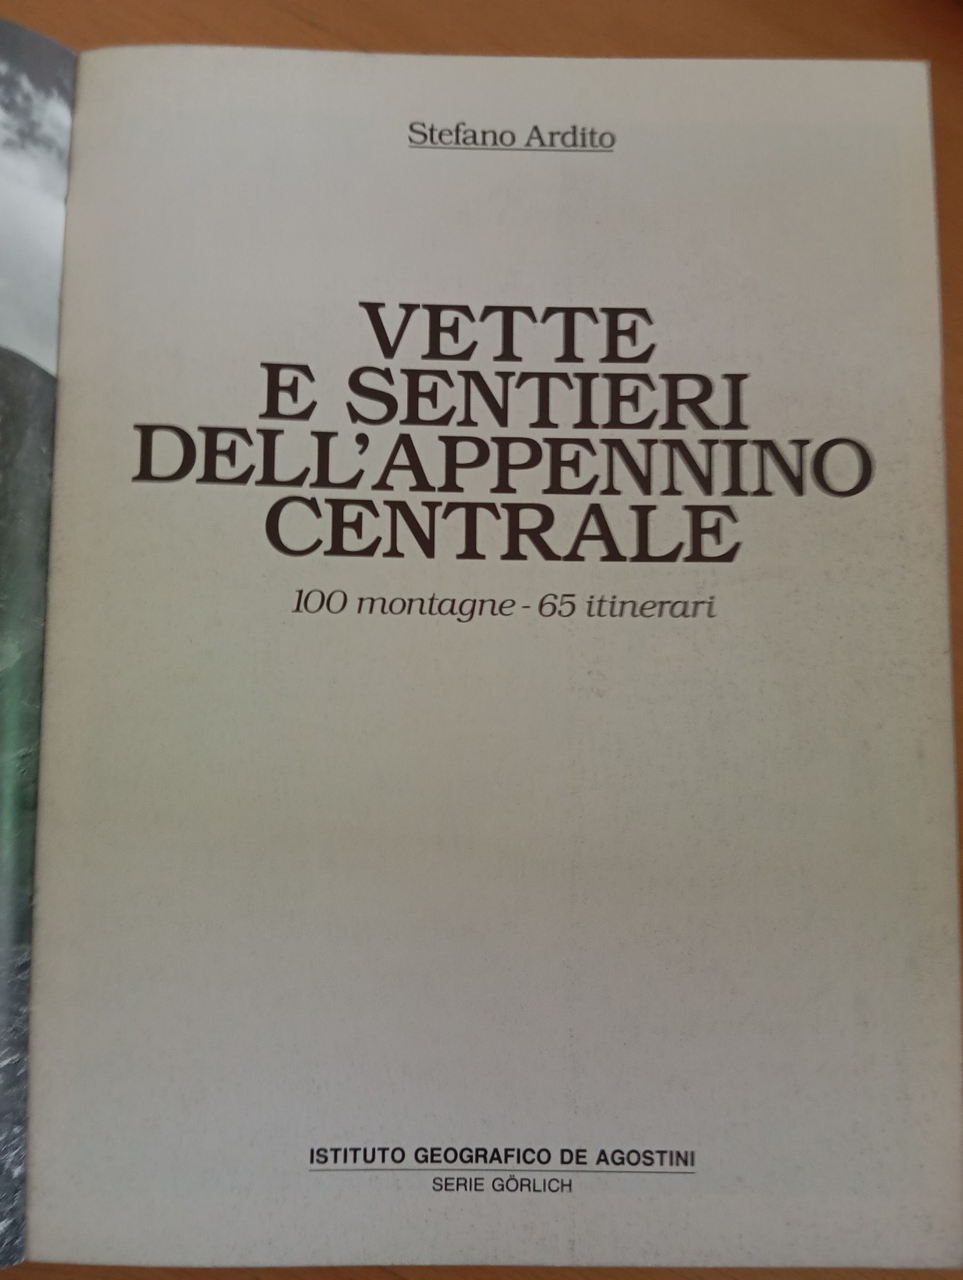 Stefano Ardito
VETTE
E SENTIERI
DELL'APPENNINO
CENTRALE
100 montagne - 65 itinerari
ISTITUTO GEOGRAFICO DE AGOSTINI
SERIE GÖRLICH